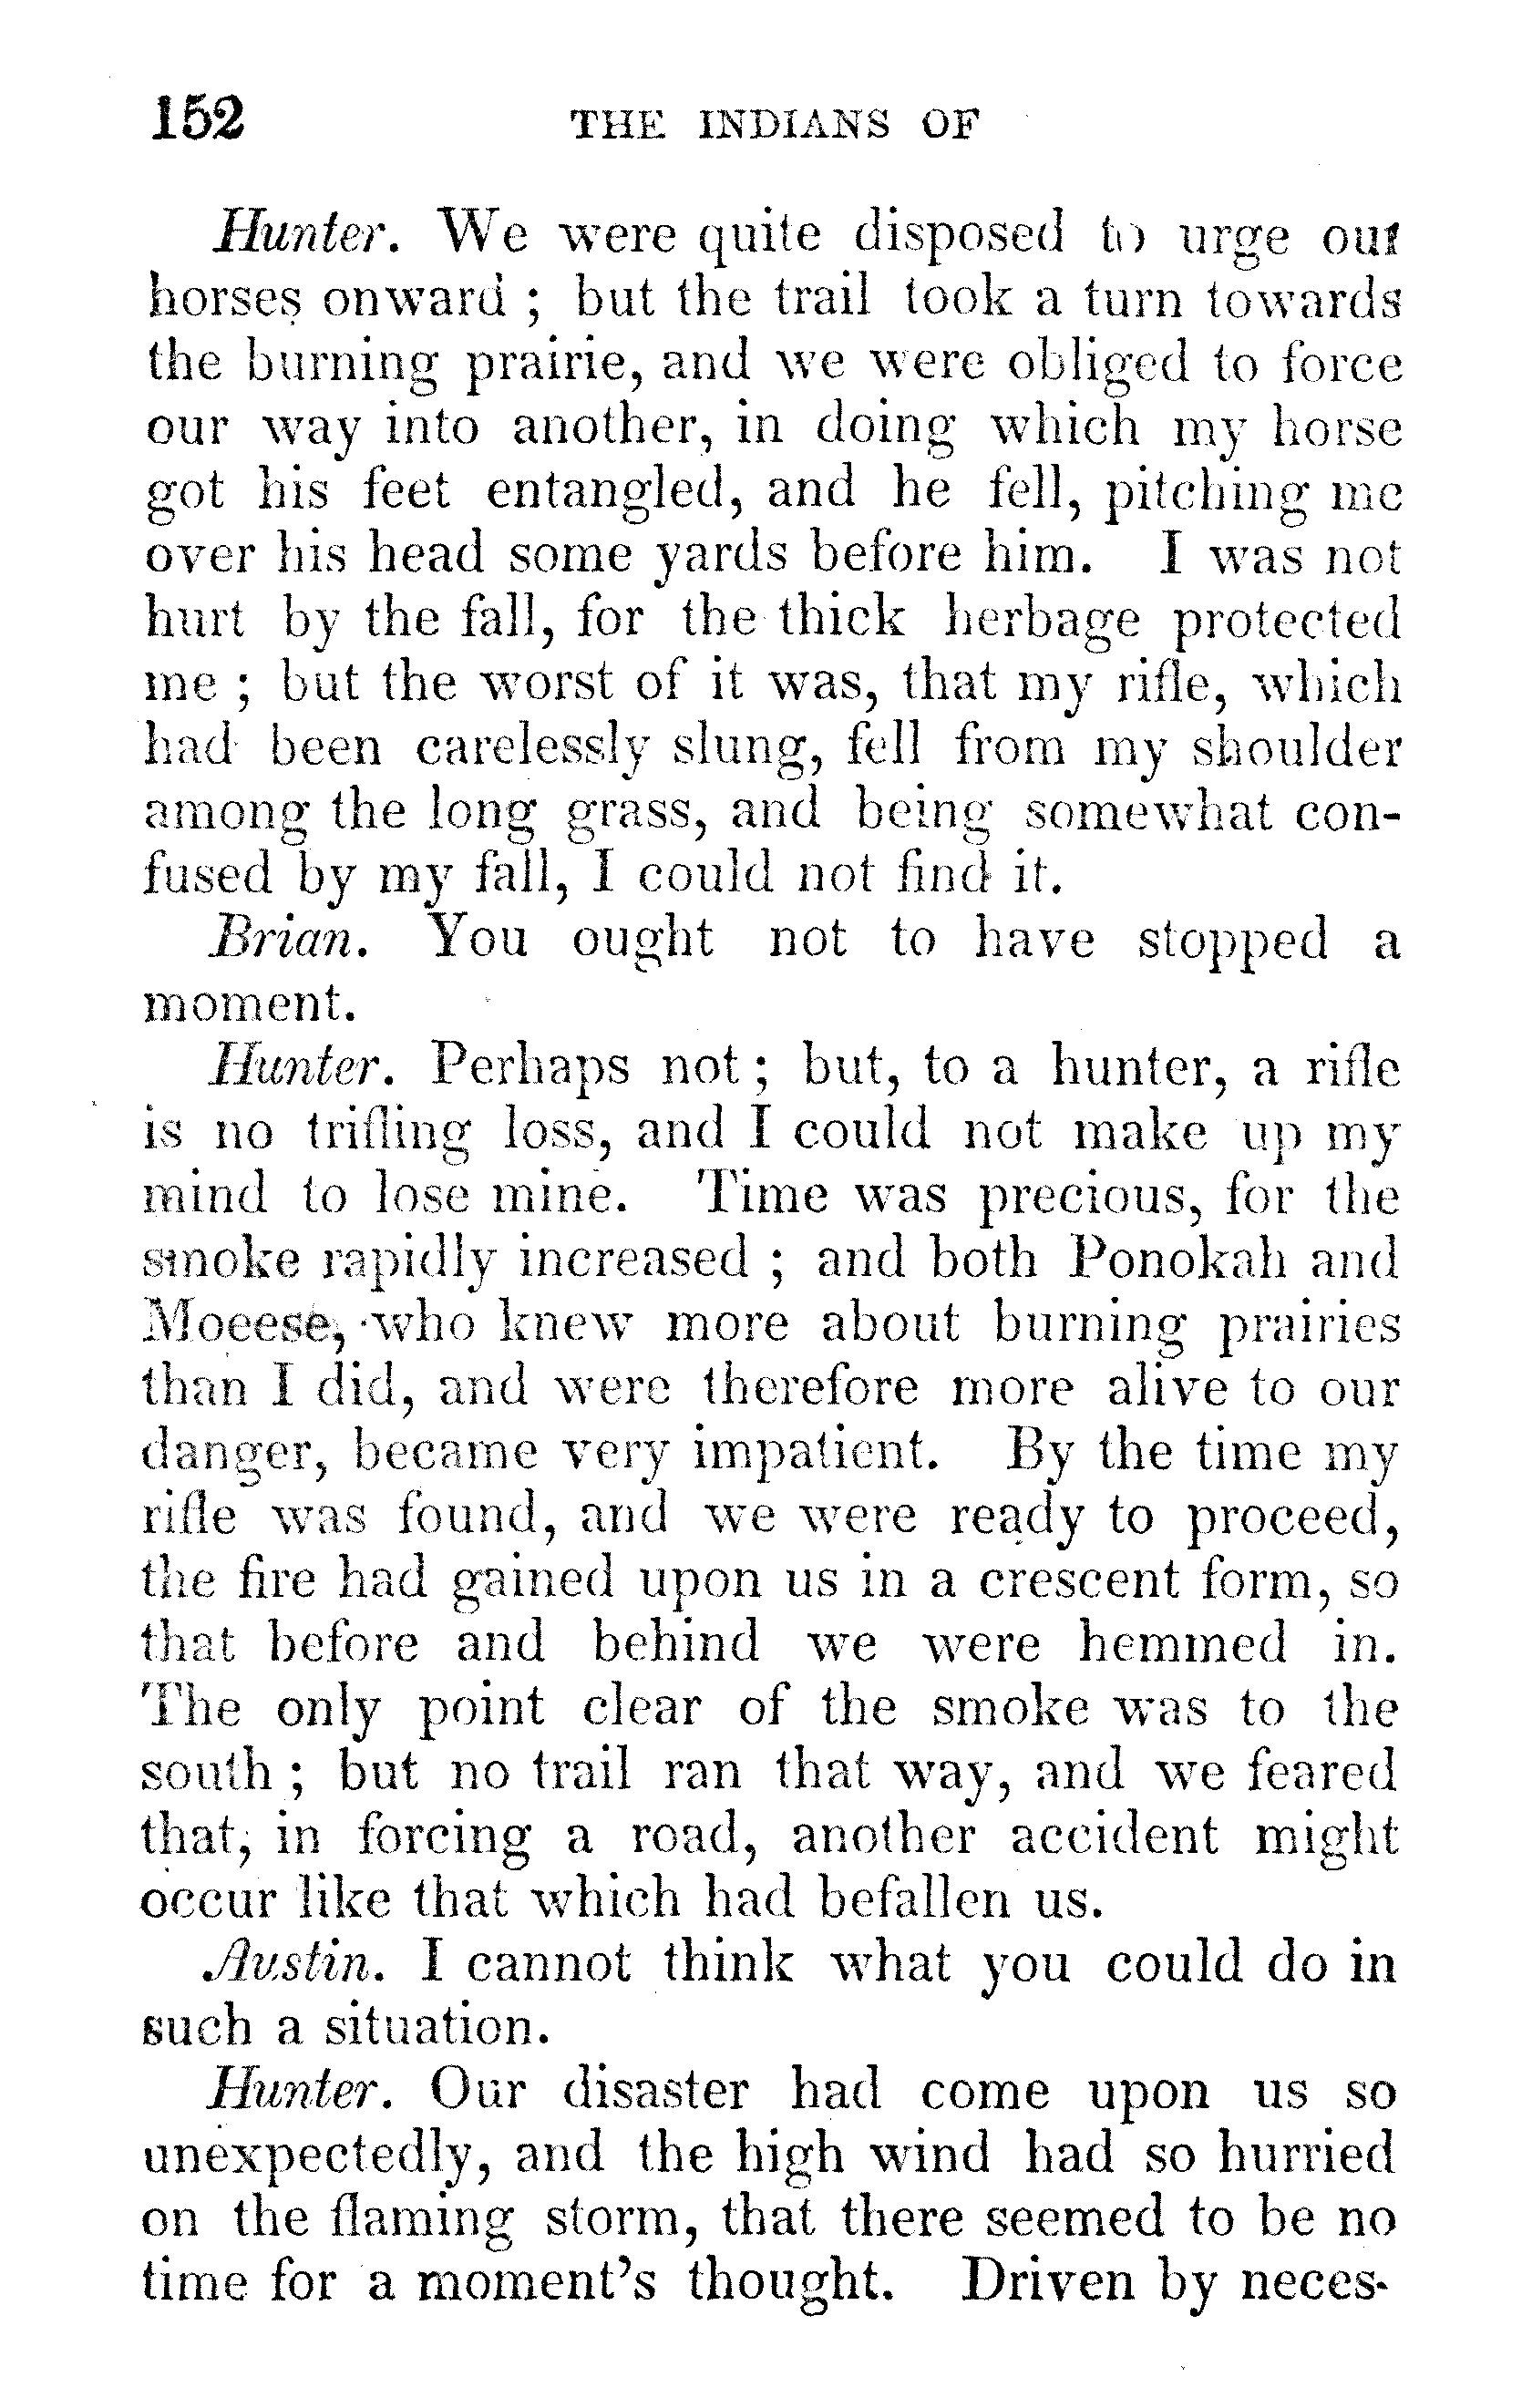 152 THE INDIANS OF
Hunter. We were quite disposed to urge our
horses onward ; but the trail took a turn towards
the burning prairie, and we were obliged to force
our way into another, in doing which my horse
got his feet entangled, and he fell, pitching me
over his head some yards before him. I was not
hurt by the fall, for the thick herbage protected
me ; but the worst of it was, that my rifle, which
had been carelessly slung, fell from my shoulder
among the long grass, and being somewhat con-
fused by my fall, I could not find it.
Brian. You ought not to have stopped a
moment.
Hunter. Perhaps not ; but, to a hunter, a rifle
is no trifling loss, and I could not make up my
mind to lose mine. Time was precious, for the
smoke rapidly increased ; and both Ponokah and
Moeese, who knew more about burning prairies
than I did, and were therefore more alive to our
danger, became very impatient. By the time my
rifle was found, and we were ready to proceed,
the fire had gained upon us in a crescent form, so
that before and behind we were hemmed in.
The only point clear of the smoke was to the
south ; but no trail ran that way, and we feared
that, in forcing a road, another accident might
occur like that which had befallen us.
Austin. I cannot think what you could do in
such a situation.
Hunter. Our disaster had come upon us so
unexpectedly, and the high wind had so hurried
on the flaming storm, that there seemed to be no
time for a moment's thought. Driven by neces-